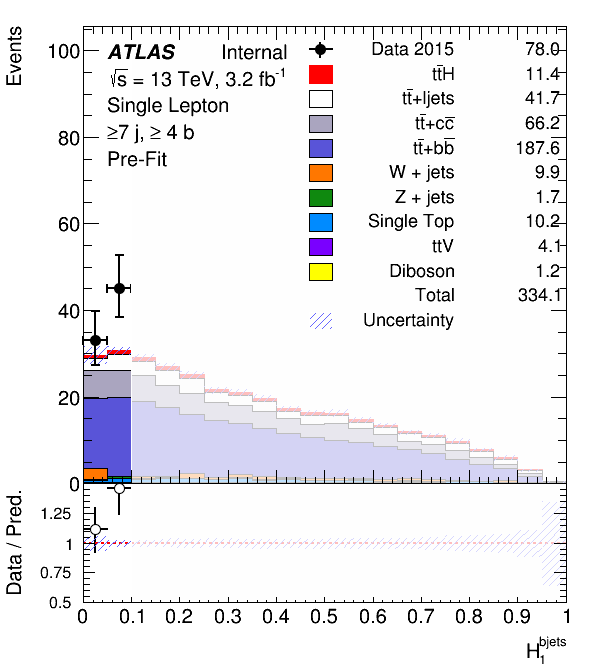 Events
100
80
60
40
20
0
ATLAS Internal
√s = 13 TeV, 3.2 fb⁻¹
Single Lepton
≥7 j, ≥ 4 b
Pre-Fit
Data 2015 78.0
tt̄H 11.4
tt̄+ljets 41.7
tt̄+cc̄ 66.2
tt̄+bb̄ 187.6
W + jets 9.9
Z + jets 1.7
Single Top 10.2
ttV 4.1
Diboson 1.2
Total 334.1
Uncertainty
Data / Pred.
1.25
1
0.75
0.5
0 0.1 0.2 0.3 0.4 0.5 0.6 0.7 0.8 0.9 1
H₁ᵇʲᵉᵗˢ